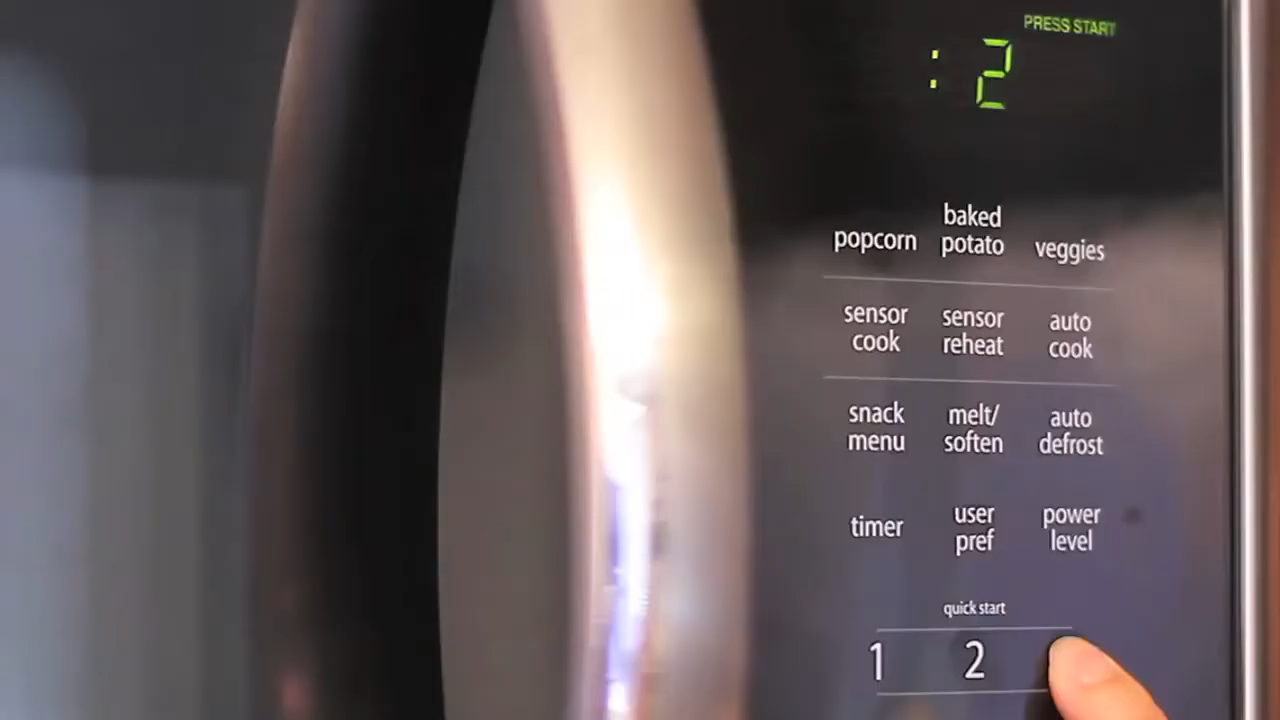 PRESS START
: 2
popcorn
baked
potato
veggies
sensor
cook
sensor
reheat
auto
cook
snack
menu
melt/
soften
auto
defrost
timer
user
pref
power
level
quick start
1 2